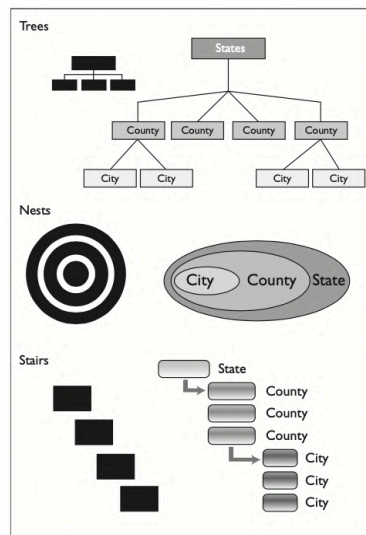 Trees
States
County County County County
City City City City
Nests
City County State
Stairs
State
County
County
County
City
City
City